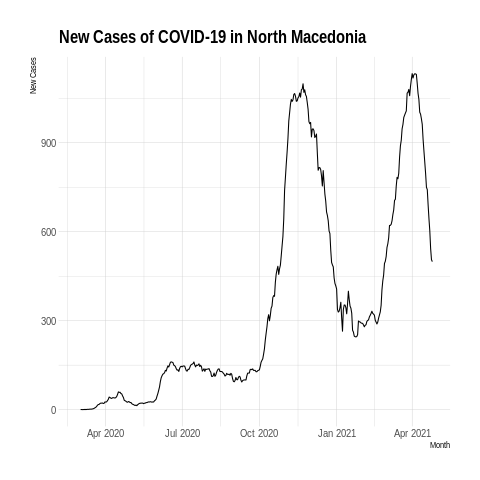 New Cases of COVID-19 in North Macedonia
New Cases
900
600
300
0
Apr 2020
Jul 2020
Oct 2020
Jan 2021
Apr 2021
Month